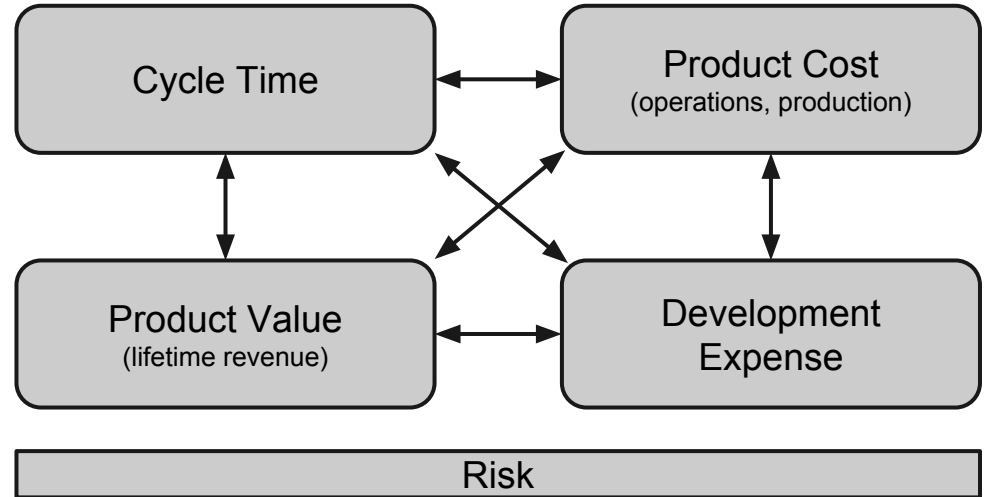 Cycle Time
Product Cost
(operations, production)
Product Value
(lifetime revenue)
Development
Expense
Risk